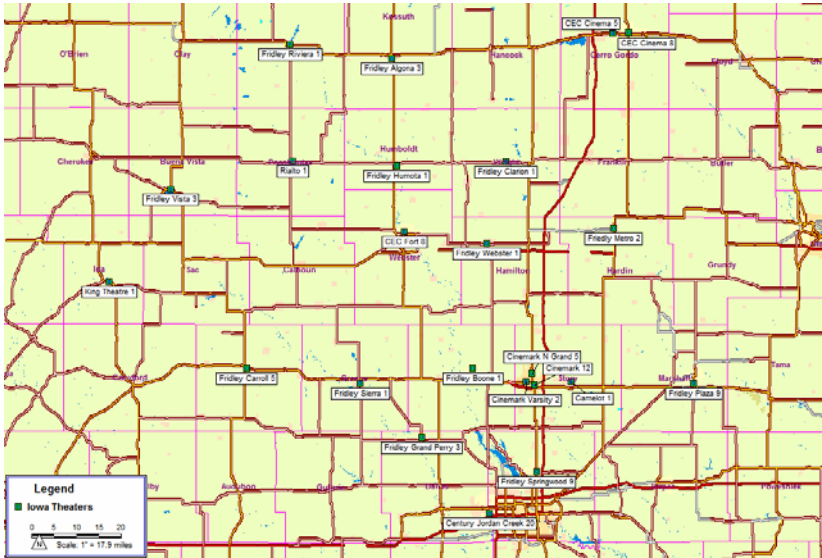 Kossuth
CEC Cinema 5
CEC Cinema 8
O'Brien
Clay
Fridley Riviera 1
Hancock
Cerro Gordo
Floyd
Fridley Algona 3
Humboldt
Cherokee
Buena Vista
Franklin
Butler
Rialto 1
Fridley Humota 1
Fridley Clarion 1
Fridley Vista 3
CEC Fort 8
Fridley Webster 1
Friedly Metro 2
Webster
Ida
Sac
Calhoun
Hamilton
Hardin
Grundy
King Theatre 1
Cinemark N Grand 5
Cinemark 12
Tama
Fridley Carroll 5
Fridley Boone 1
Story
Marshall
Fridley Sierra 1
Cinemark Varsity 2
Camelot 1
Fridley Plaza 9
Fridley Grand Perry 3
Fridley Springwood 9
Audubon
Guthrie
Poweshiek
Century Jordan Creek 20
Legend
Iowa Theaters
0 5 10 15 20
N
Scale: 1" = 17.9 miles